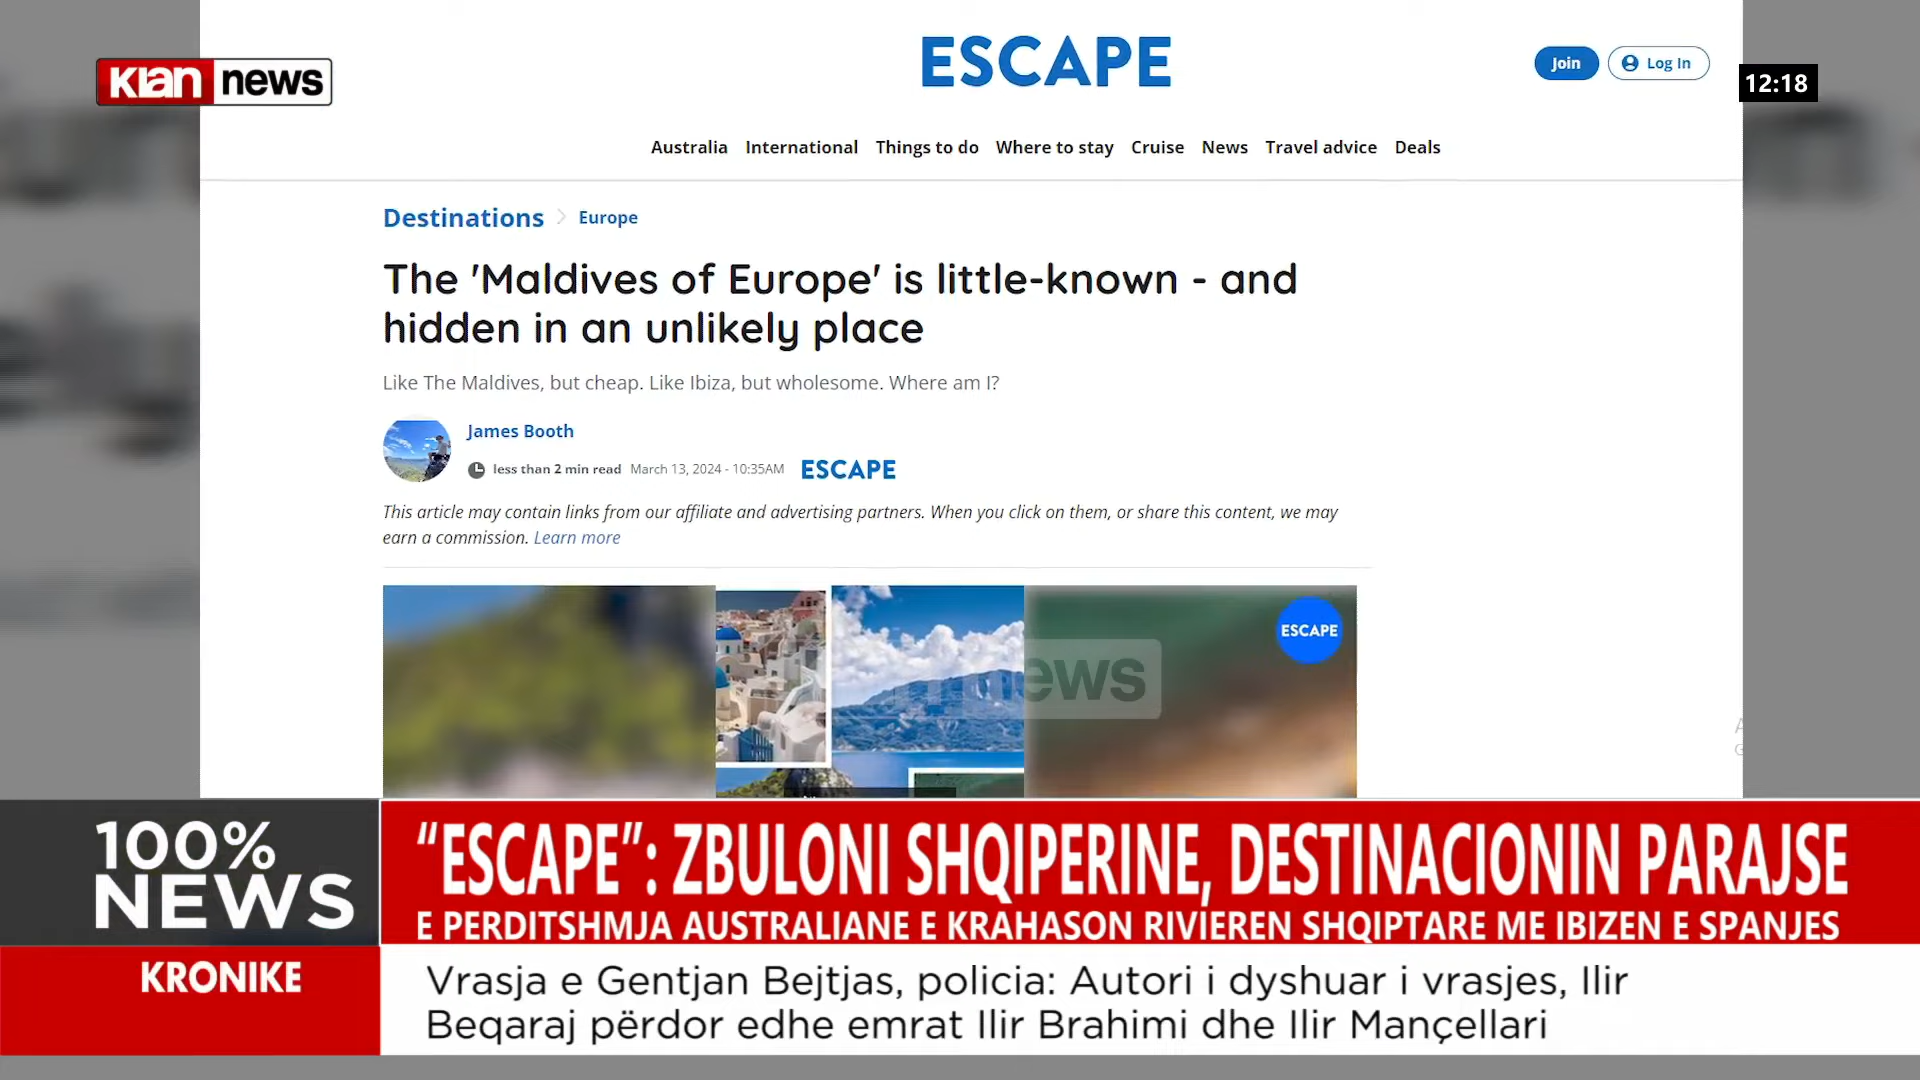 Klan news
ESCAPE
Join
Log In
12:18
Australia International Things to do Where to stay Cruise News Travel advice Deals
Destinations Europe
The 'Maldives of Europe' is little-known - and
hidden in an unlikely place
Like The Maldives, but cheap. Like Ibiza, but wholesome. Where am I?
James Booth
less than 2 min read March 13, 2024 - 10:35AM ESCAPE
This article may contain links from our affiliate and advertising partners. When you click on them, or share this content, we may
earn a commission. Learn more
ESCAPE
news
100%
NEWS
“ESCAPE”: ZBULONI SHQIPERINE, DESTINACIONIN PARAJSE
E PERDITSHMJA AUSTRALIANE E KRAHASON RIVIEREN SHQIPTARE ME IBIZEN E SPANJES
KRONIKE
Vrasja e Gentjan Bejtjas, policia: Autori i dyshuar i vrasjes, Ilir
Beqaraj përdor edhe emrat Ilir Brahimi dhe Ilir Mançellari